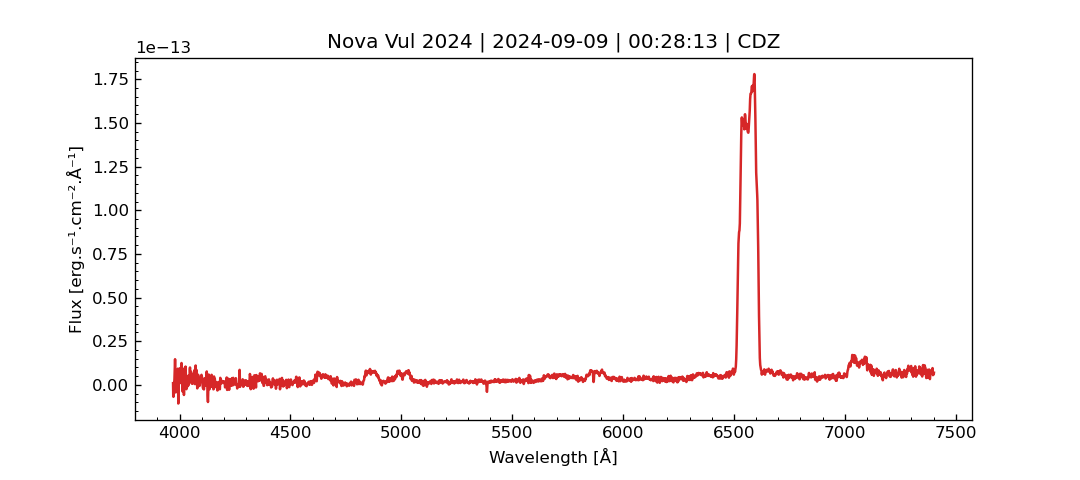 Nova Vul 2024 | 2024-09-09 | 00:28:13 | CDZ
1e−13
Flux [erg.s⁻¹.cm⁻².Å⁻¹]
1.75
1.50
1.25
1.00
0.75
0.50
0.25
0.00
4000 4500 5000 5500 6000 6500 7000 7500
Wavelength [Å]